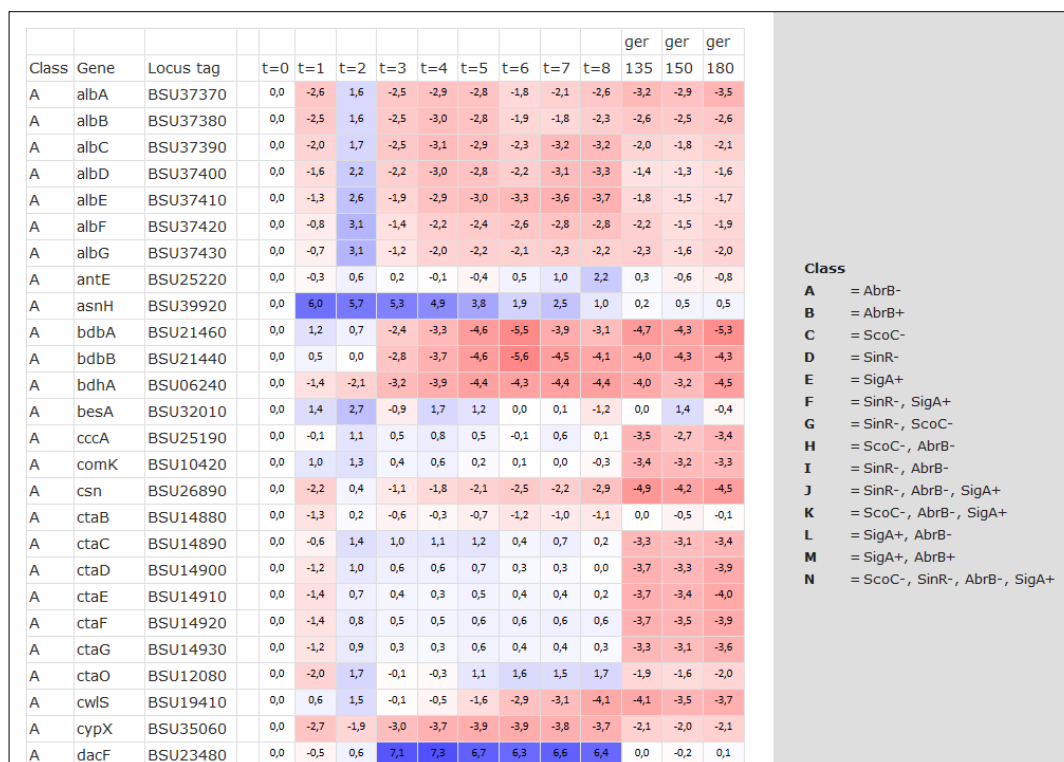 ger ger ger
Class Gene Locus tag t=0 t=1 t=2 t=3 t=4 t=5 t=6 t=7 t=8 135 150 180
A albA BSU37370 0,0 -2,6 1,6 -2,5 -2,9 -2,8 -1,8 -2,1 -2,6 -3,2 -2,9 -3,5
A albB BSU37380 0,0 -2,5 1,6 -2,5 -3,0 -2,8 -1,9 -1,8 -2,3 -2,6 -2,5 -2,6
A albC BSU37390 0,0 -2,0 1,7 -2,5 -3,1 -2,9 -2,3 -3,2 -3,2 -2,0 -1,8 -2,1
A albD BSU37400 0,0 -1,6 2,2 -2,2 -3,0 -2,8 -2,2 -3,1 -3,3 -1,4 -1,3 -1,6
A albE BSU37410 0,0 -1,3 2,6 -1,9 -2,9 -3,0 -3,3 -3,6 -3,7 -1,8 -1,5 -1,7
A albF BSU37420 0,0 -0,8 3,1 -1,4 -2,2 -2,4 -2,6 -2,8 -2,8 -2,2 -1,5 -1,9
A albG BSU37430 0,0 -0,7 3,1 -1,2 -2,0 -2,2 -2,1 -2,3 -2,2 -2,3 -1,6 -2,0
A antE BSU25220 0,0 -0,3 0,6 0,2 -0,1 -0,4 0,5 1,0 2,2 0,3 -0,6 -0,8
A asnH BSU39920 0,0 6,0 5,7 5,3 4,9 3,8 1,9 2,5 1,0 0,2 0,5 0,5
A bdbA BSU21460 0,0 1,2 0,7 -2,4 -3,3 -4,6 -5,5 -3,9 -3,1 -4,7 -4,3 -5,3
A bdbB BSU21440 0,0 0,5 0,0 -2,8 -3,7 -4,6 -5,6 -4,5 -4,1 -4,0 -4,3 -4,3
A bdhA BSU06240 0,0 -1,4 -2,1 -3,2 -3,9 -4,4 -4,3 -4,4 -4,4 -4,0 -3,2 -4,5
A besA BSU32010 0,0 1,4 2,7 -0,9 1,7 1,2 0,0 0,1 -1,2 0,0 1,4 -0,4
A cccA BSU25190 0,0 -0,1 1,1 0,5 0,8 0,5 -0,1 0,6 0,1 -3,5 -2,7 -3,4
A comK BSU10420 0,0 1,0 1,3 0,4 0,6 0,2 0,1 0,0 -0,3 -3,4 -3,2 -3,3
A csn BSU26890 0,0 -2,2 0,4 -1,1 -1,8 -2,1 -2,5 -2,2 -2,9 -4,9 -4,2 -4,5
A ctaB BSU14880 0,0 -1,3 0,2 -0,6 -0,3 -0,7 -1,2 -1,0 -1,1 0,0 -0,5 -0,1
A ctaC BSU14890 0,0 -0,6 1,4 1,0 1,1 1,2 0,4 0,7 0,2 -3,3 -3,1 -3,4
A ctaD BSU14900 0,0 -1,2 1,0 0,6 0,6 0,7 0,3 0,3 0,0 -3,7 -3,3 -3,9
A ctaE BSU14910 0,0 -1,4 0,7 0,4 0,3 0,5 0,4 0,4 0,2 -3,7 -3,4 -4,0
A ctaF BSU14920 0,0 -1,4 0,8 0,5 0,5 0,6 0,6 0,6 0,6 -3,7 -3,5 -3,9
A ctaG BSU14930 0,0 -1,2 0,9 0,3 0,3 0,6 0,4 0,4 0,3 -3,3 -3,1 -3,6
A ctaO BSU12080 0,0 -2,0 1,7 -0,1 -0,3 1,1 1,6 1,5 1,7 -1,9 -1,6 -2,0
A cwlS BSU19410 0,0 0,6 1,5 -0,1 -0,5 -1,6 -2,9 -3,1 -4,1 -4,1 -3,5 -3,7
A cypX BSU35060 0,0 -2,7 -1,9 -3,0 -3,7 -3,9 -3,9 -3,8 -3,7 -2,1 -2,0 -2,1
A dacF BSU23480 0,0 -0,5 0,6 7,1 7,3 6,7 6,3 6,6 6,4 0,0 -0,2 0,1
Class
A = AbrB-
B = AbrB+
C = ScoC-
D = SinR-
E = SigA+
F = SinR-, SigA+
G = SinR-, ScoC-
H = ScoC-, AbrB-
I = SinR-, AbrB-
J = SinR-, AbrB-, SigA+
K = ScoC-, AbrB-, SigA+
L = SigA+, AbrB-
M = SigA+, AbrB+
N = ScoC-, SinR-, AbrB-, SigA+